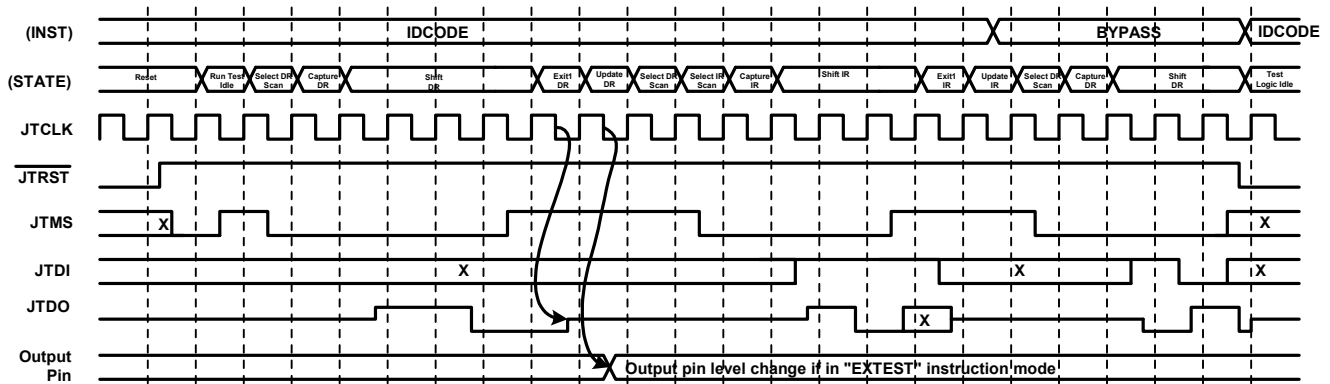 (INST) IDCODE BYPASS IDCODE
(STATE) Reset Run Test Idle Select DR Scan Capture DR Shift DR Exit1 DR Update DR Select DR Scan Select IR Scan Capture IR Shift IR Exit1 IR Update IR Select DR Scan Capture DR Shift DR Test Logic Idle
JTCLK
JTRST
JTMS X X
JTDI X X X
JTDO X
Output Pin Output pin level change if in "EXTEST" instruction mode